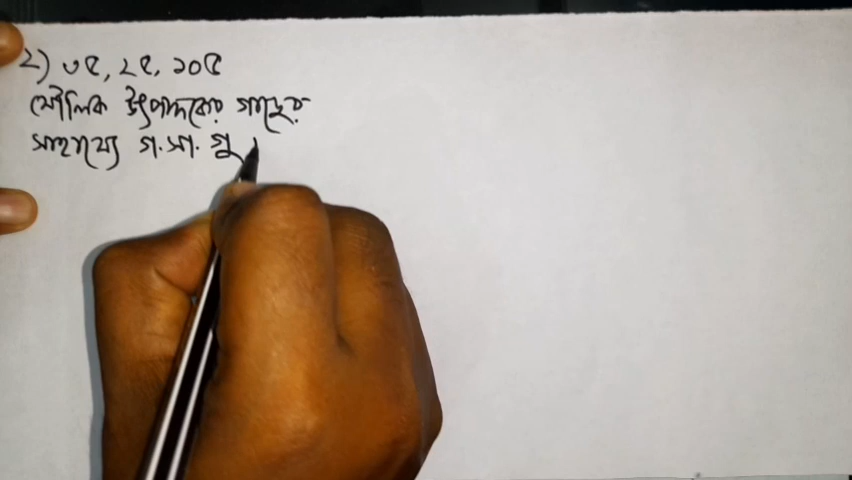 ২) ৩৫, ২৫, ১০৫
মৌলিক উৎপাদকের গাছের
সাহায্যে গ.সা.গু